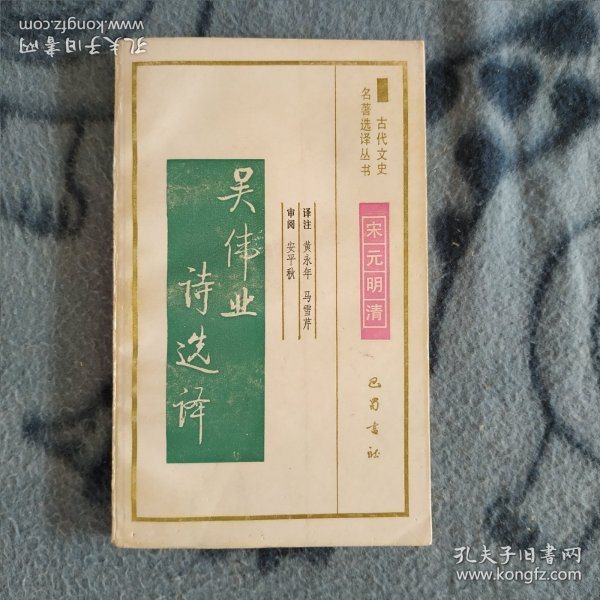 古代文史
名著选译丛书
宋元明清
巴蜀书社
译注 黄永年 马雪芹
审阅 安平秋
吴伟业
诗选译
孔夫子旧书网
www.kongfz.com
孔夫子旧书网
www.kongfz.com